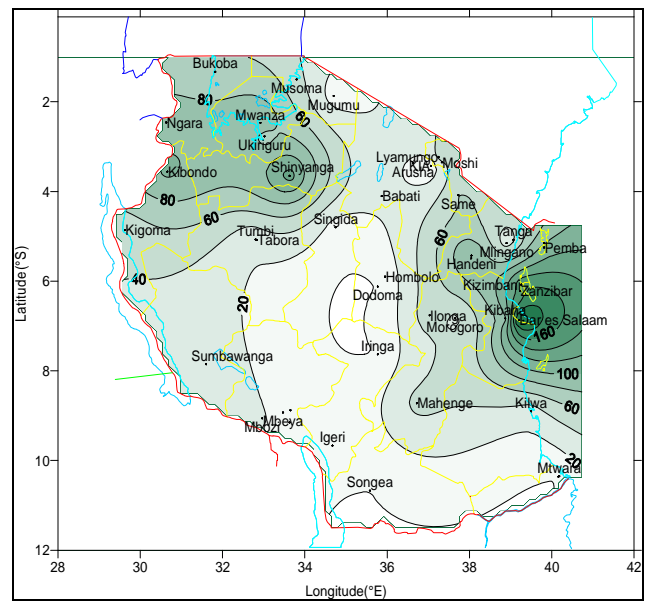 Bukoba
80
Musoma
2
Mugumu
Mwanza
60
Ngara
Ukiriguru
Lyamungo
KIA
Moshi
Shinyanga
Arusha
Kibondo
4
80
Babati
Same
60
Singida
Kigoma
Tumbi
Tabora
60
Tanga
Mlingano
Pemba
Handeni
6
40
Hombolo
Kizimbani
Zanzibar
Dodoma
20
Kibaha
Ilonga
Dar es Salaam
Morogoro
160
Iringa
Sumbawanga
8
100
Mahenge
Kilwa
60
Mbeya
Mbozi
Igeri
10
20
Mtwara
Songea
12
28
30
32
34
36
38
40
42
Latitude (°S)
Longitude(°E)